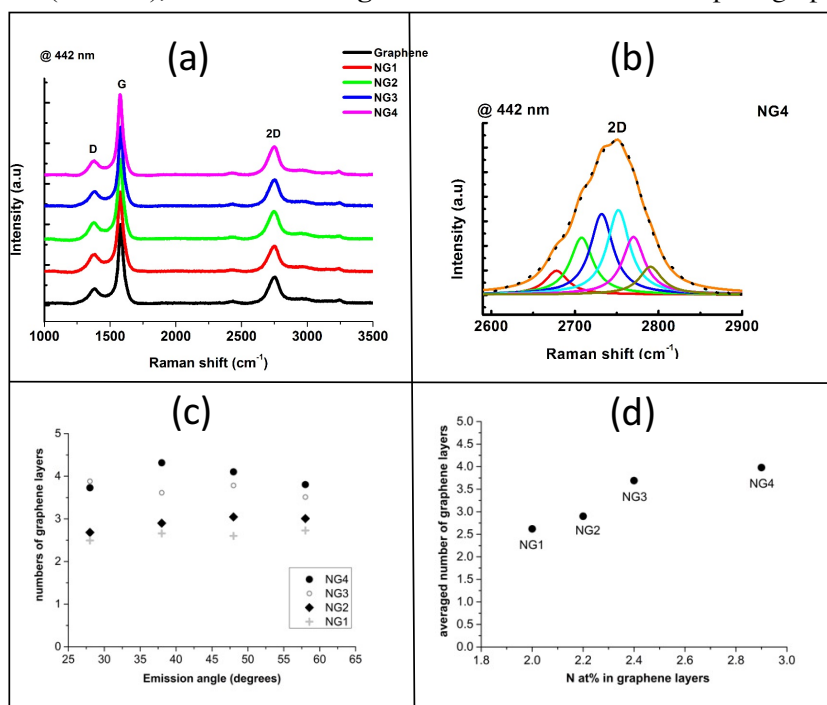 @ 442 nm
(a)
Graphene
NG1
NG2
NG3
NG4
G
D
2D
Intensity (a.u)
1000 1500 2000 2500 3000 3500
Raman shift (cm⁻¹)
(b)
@ 442 nm
2D
NG4
Intensity (a.u)
2600 2700 2800 2900
Raman shift (cm⁻¹)
(c)
5
4
3
2
1
0
numbers of graphene layers
NG4
NG3
NG2
NG1
25 30 35 40 45 50 55 60 65
Emission angle (degrees)
(d)
5.0
4.5
4.0
3.5
3.0
2.5
2.0
1.5
1.0
0.5
0.0
averaged number of graphene layers
NG1
NG2
NG3
NG4
1.8 2.0 2.2 2.4 2.6 2.8 3.0
N at% in graphene layers